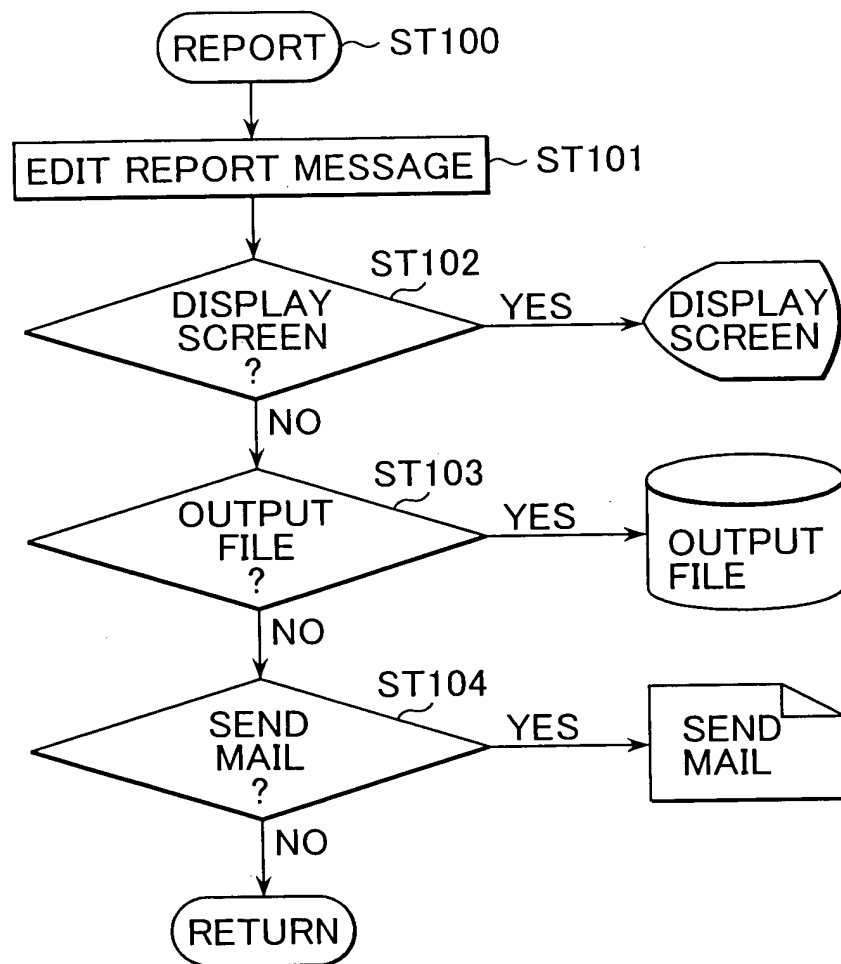 REPORT
ST100
EDIT REPORT MESSAGE
ST101
ST102
DISPLAY
SCREEN
?
YES
DISPLAY
SCREEN
NO
ST103
OUTPUT
FILE
?
YES
OUTPUT
FILE
NO
ST104
SEND
MAIL
?
YES
SEND
MAIL
NO
RETURN